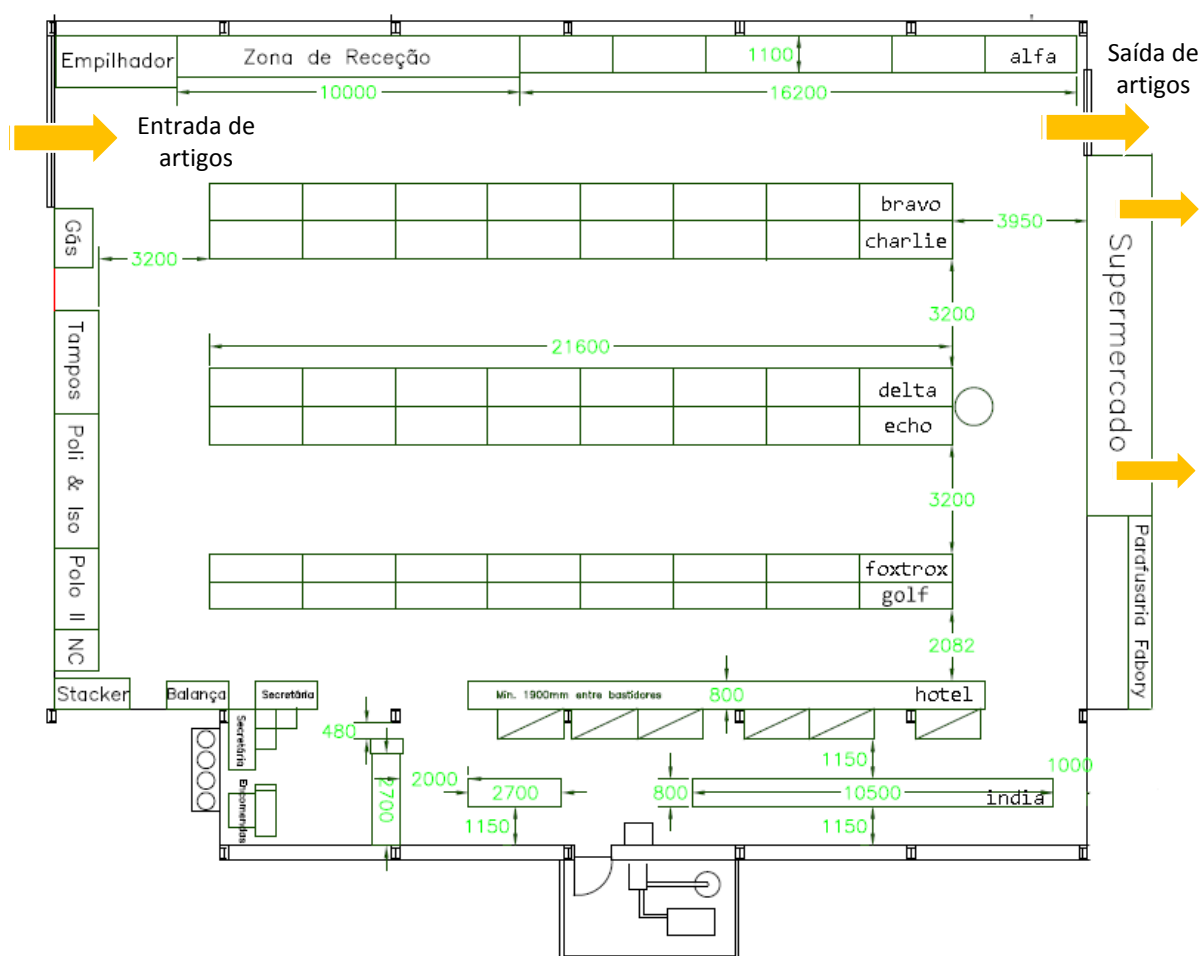 Empilhador
Zona de Receção
1100
alfa
Saída de
artigos
10000
16200
Entrada de
artigos
Gás
3200
bravo
charlie
3950
Supermercado
3200
Tampos
21600
delta
echo
Poli & Iso
3200
Polo II
foxtrox
golf
Parafusaria Fabory
NC
2082
Stacker
Balança
Secretária
Min. 1900mm entre bastidores
800
hotel
Secretária
480
1150
1000
2000
2700
2700
800
10500
india
Encomendas
1150
1150